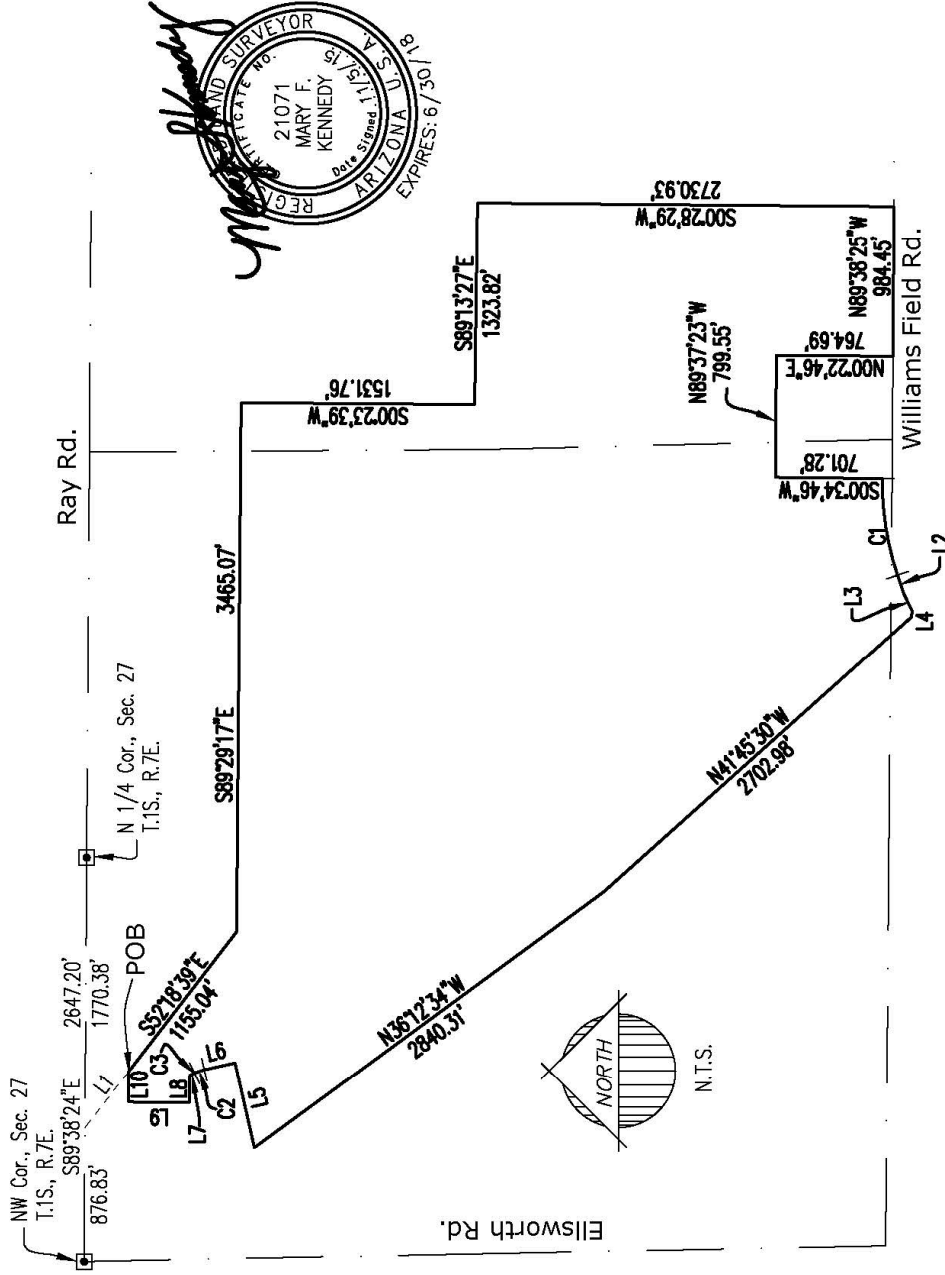 NW Cor., Sec. 27
T.1S., R.7E.
S89°38'24"E
2647.20'
876.83'
1770.38'
N 1/4 Cor., Sec. 27
T.1S., R.7E.
Ray Rd.
L1
POB
L10
L9
L8
C3
L7
C2
L6
L5
S52°18'39"E
1155.04'
S89°29'17"E
3465.07'
S00°23'39"W
1531.76'
S89°13'27"E
1323.82'
S00°28'29"W
2730.93'
N89°38'25"W
984.45'
N00°22'46"E
764.69'
N89°37'23"W
799.55'
S00°34'46"W
701.28'
C1
L2
L3
L4
N41°45'30"W
2702.98'
N36°12'34"W
2840.31'
Williams Field Rd.
Ellsworth Rd.
NORTH
N.T.S.
LAND SURVEYOR
CERTIFICATE NO.
21071
MARY F.
KENNEDY
Date Signed 11/5/15
ARIZONA U.S.A.
EXPIRES: 6/30/18